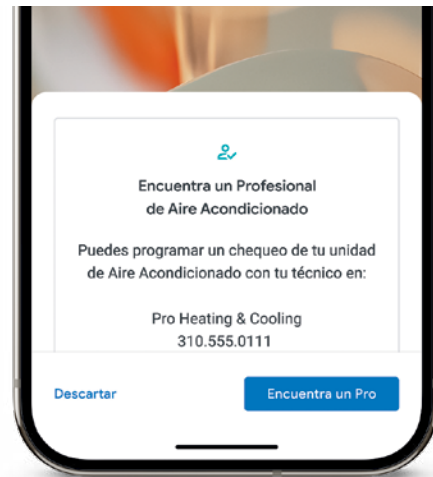 Encuentra un Profesional
de Aire Acondicionado
Puedes programar un chequeo de tu unidad
de Aire Acondicionado con tu técnico en:
Pro Heating & Cooling
310.555.0111
Descartar
Encuentra un Pro